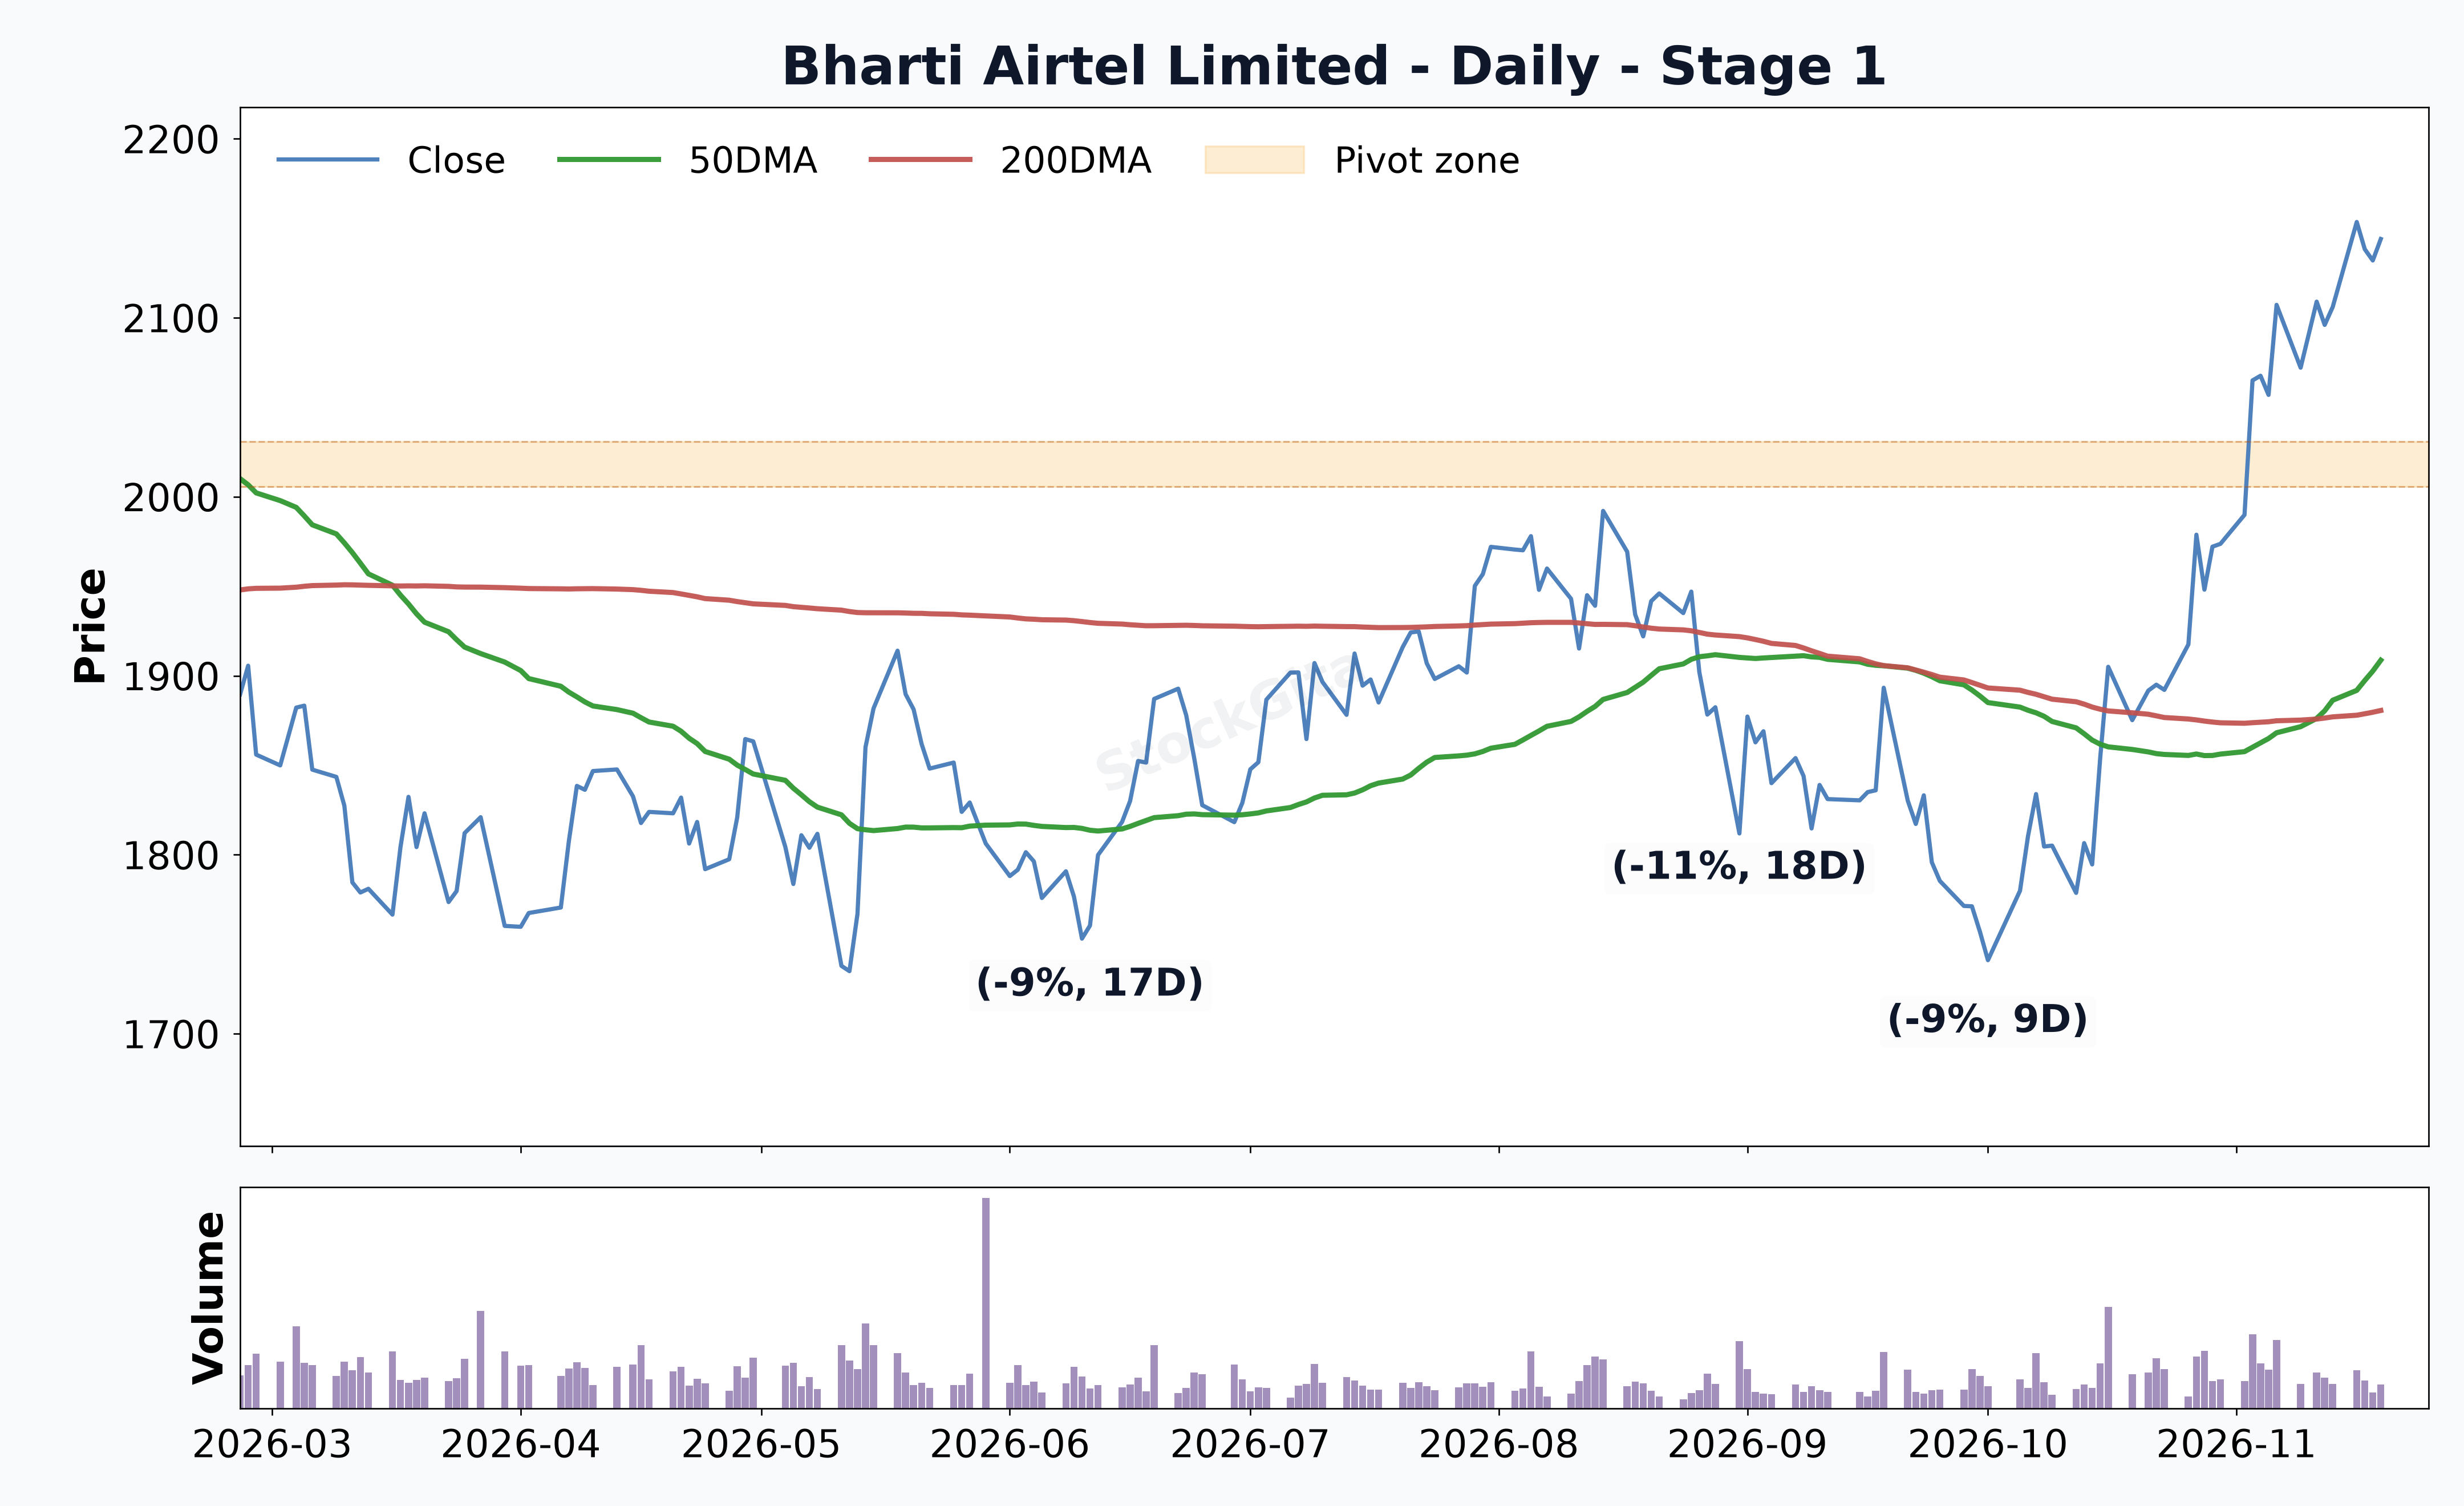 Bharti Airtel Limited - Daily - Stage 1
Close 50DMA 200DMA Pivot zone
Price
2200
2100
2000
1900
1800
1700
StockGita
(-9%, 17D)
(-11%, 18D)
(-9%, 9D)
Volume
2026-03 2026-04 2026-05 2026-06 2026-07 2026-08 2026-09 2026-10 2026-11